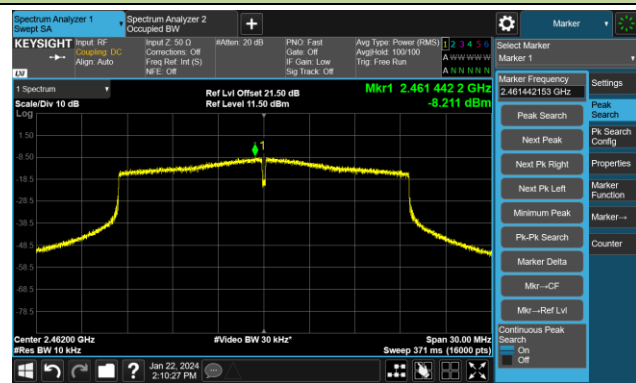 Spectrum Analyzer 1
Swept SA
Spectrum Analyzer 2
Occupied BW
Marker
KEYSIGHT
Input: RF
Coupling: DC
Align: Auto
Input Z: 50 Ω
Corrections: Off
Freq Ref: Int (S)
NFE: Off
#Atten: 20 dB
PNO: Fast
Gate: Off
IF Gain: Low
Sig Track: Off
Avg Type: Power (RMS)
Avg|Hold: 100/100
Trig: Free Run
1 2 3 4 5 6
A W W W W W
A N N N N N
LXI
Select Marker
Marker 1
1 Spectrum
Scale/Div 10 dB
Log
Ref Lvl Offset 21.50 dB
Ref Level 11.50 dBm
Mkr1 2.461 442 2 GHz
-8.211 dBm
1.50
-8.50
-18.5
-28.5
-38.5
-48.5
-58.5
-68.5
-78.5
1
Center 2.46200 GHz
#Res BW 10 kHz
#Video BW 30 kHz*
Span 30.00 MHz
Sweep 371 ms (16000 pts)
Marker Frequency
2.461442153 GHz
Peak Search
Next Peak
Next Pk Right
Next Pk Left
Minimum Peak
Pk-Pk Search
Marker Delta
Mkr→CF
Mkr→Ref Lvl
Continuous Peak
Search
On
Off
Settings
Peak
Search
Pk Search
Config
Properties
Marker
Function
Marker→
Counter
?
Jan 22, 2024
2:10:27 PM